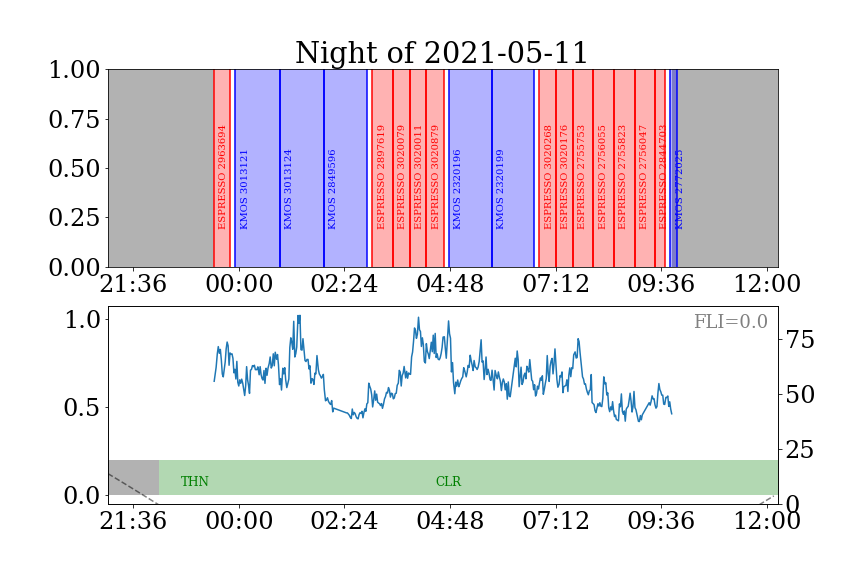 Night of 2021-05-11
1.00
0.75
0.50
0.25
0.00
ESPRESSO 2963694
KMOS 3013121
KMOS 3013124
KMOS 2849596
ESPRESSO 2897619
ESPRESSO 3020079
ESPRESSO 3020011
ESPRESSO 3020879
KMOS 2320196
KMOS 2320199
ESPRESSO 3020268
ESPRESSO 3020176
ESPRESSO 2755753
ESPRESSO 2756055
ESPRESSO 2755823
ESPRESSO 2756047
ESPRESSO 2844703
KMOS 2772025
21:36 00:00 02:24 04:48 07:12 09:36 12:00
FLI=0.0
1.0
0.5
0.0
75
50
25
0
THN CLR
21:36 00:00 02:24 04:48 07:12 09:36 12:00